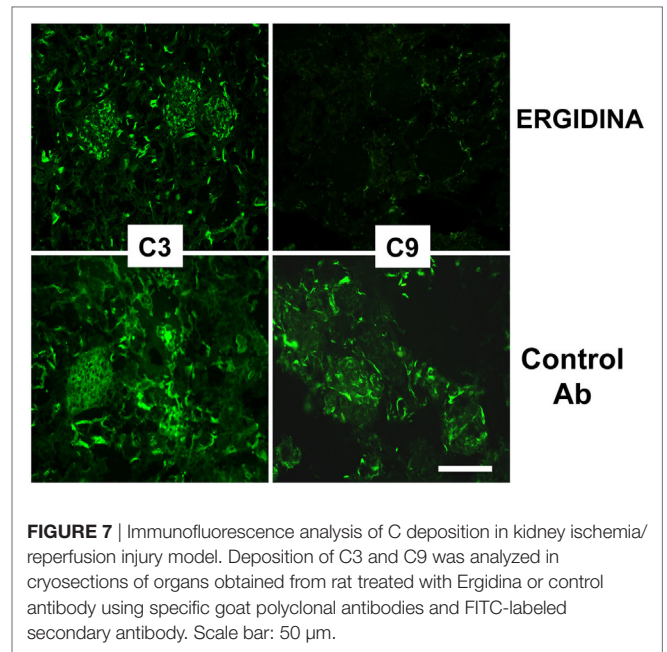 ERGIDINA
C3
C9
Control
Ab
FIGURE 7 | Immunofluorescence analysis of C deposition in kidney ischemia/
reperfusion injury model. Deposition of C3 and C9 was analyzed in
cryosections of organs obtained from rat treated with Ergidina or control
antibody using specific goat polyclonal antibodies and FITC-labeled
secondary antibody. Scale bar: 50 µm.